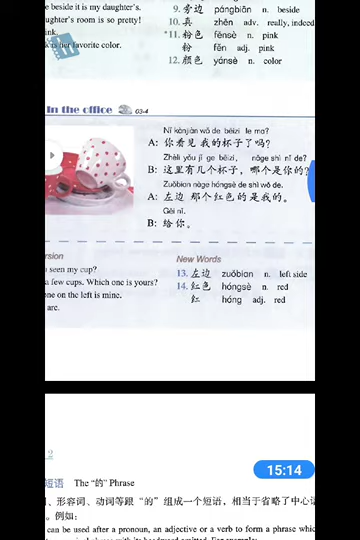 e beside it is my daughter's.
ughter's room is so pretty!
ink.
her favorite color.
9. 旁边 pángbiān n. beside
10. 真 zhēn adv. really, indeed
*11. 粉色 fěnsè n. pink
粉 fěn adj. pink
12. 颜色 yánsè n. color
In the office 03-4
Nǐ kànjàn wǒ de bēizi le ma?
A: 你看见我的杯子了吗?
Zhèli yǒu jǐ ge bēizi, nǎge shì nǐ de?
B: 这里有几个杯子,哪个是你的?
Zuǒbian nàge hóngsè de shì wǒ de.
A: 左边那个红色的是我的。
Gěi nǐ.
B: 给你。
rsion
seen my cup?
a few cups. Which one is yours?
one on the left is mine.
are.
New Words
13. 左边 zuǒbian n. left side
14. 红色 hóngsè n. red
红 hóng adj. red
15:14
2
短语 The “的” Phrase
、形容词、动词等跟“的”组成一个短语,相当于省略了中心
。例如:
can be used after a pronoun, an adjective or a verb to form a phrase whic